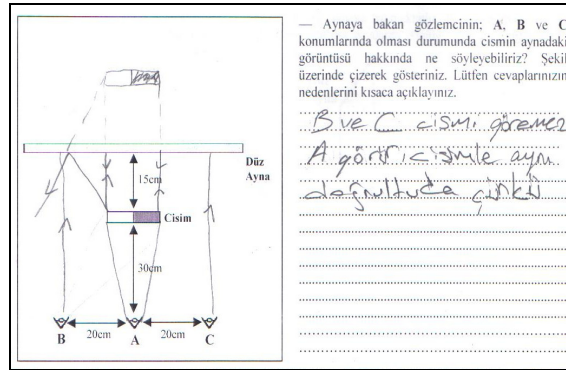 — Aynaya bakan gözlemcinin; A, B ve C
konumlarında olması durumunda cismin aynadaki
görüntüsü hakkında ne söyleyebiliriz? Şekil
üzerinde çizerek gösteriniz. Lütfen cevaplarınızın
nedenlerini kısaca açıklayınız.
B ve C cismi göremez
A görür cisimle aynı
doğrultuda çünkü
Düz
Ayna
15cm
Cisim
30cm
20cm
20cm
B
A
C